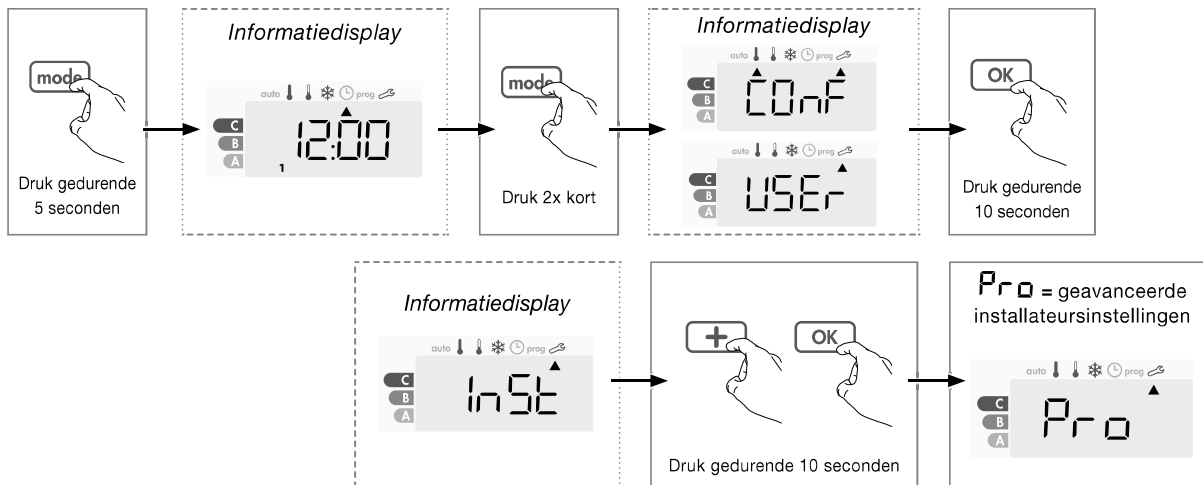 Informatiedisplay
Informatiedisplay
mode
auto prog
C
B
A
12:00
1
mode
auto prog
C
B
A
COnF
auto prog
C
B
A
USEr
OK
Druk gedurende
5 seconden
Druk 2x kort
Druk gedurende
10 seconden
Informatiedisplay
auto prog
C
B
A
InSt
+
OK
Druk gedurende 10 seconden
Pro = geavanceerde
installateursinstellingen
auto prog
C
B
A
Pro